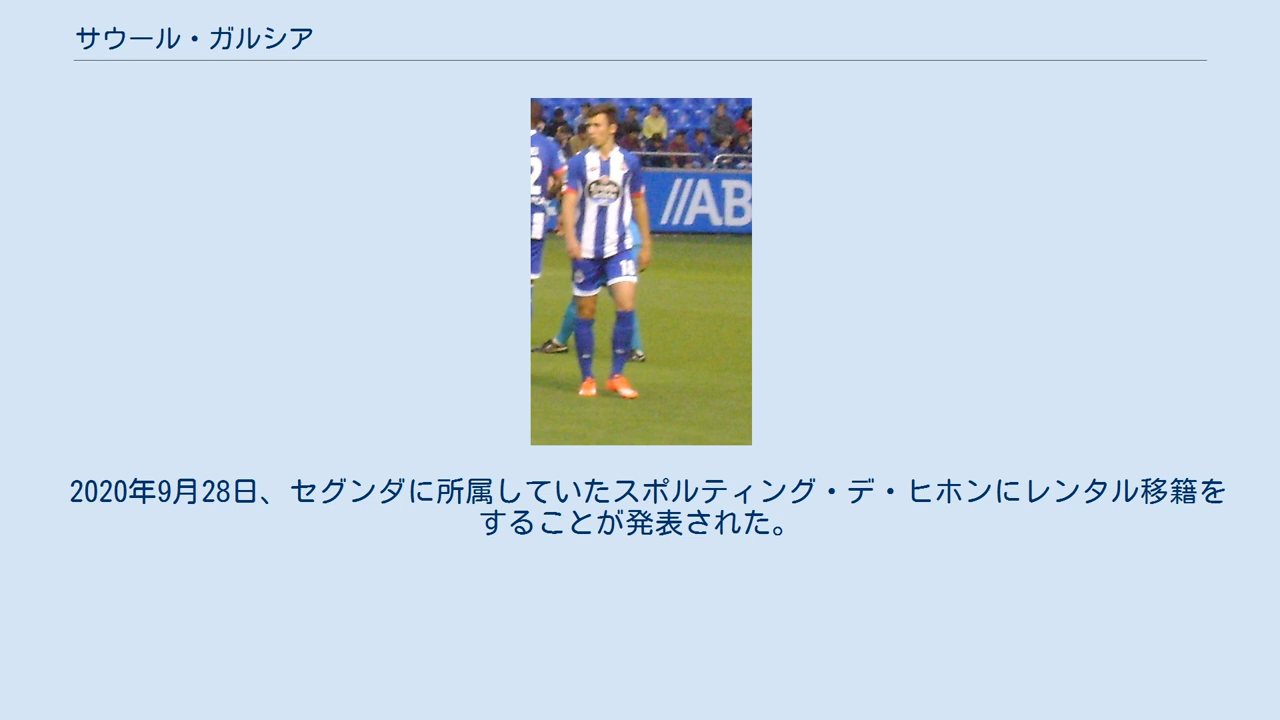 サウール・ガルシア
//AB
2
18
2020年9月28日、セグンダに所属していたスポルティング・デ・ヒホンにレンタル移籍を
することが発表された。